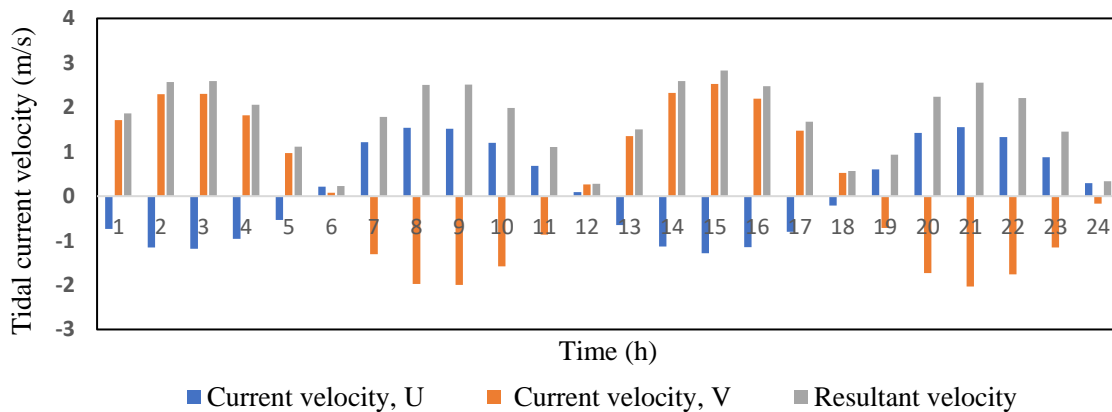 Tidal current velocity (m/s)
4
3
2
1
0
-1
-2
-3
1 2 3 4 5 6 7 8 9 10 11 12 13 14 15 16 17 18 19 20 21 22 23 24
Time (h)
Current velocity, U Current velocity, V Resultant velocity